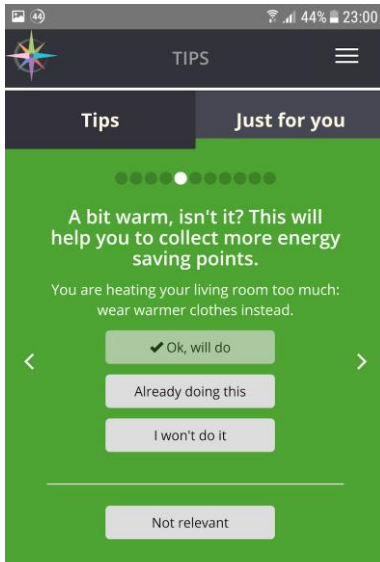 44 44% 23:00
TIPS
Tips Just for you
A bit warm, isn't it? This will
help you to collect more energy
saving points.
You are heating your living room too much:
wear warmer clothes instead.
✔ Ok, will do
Already doing this
I won't do it
Not relevant